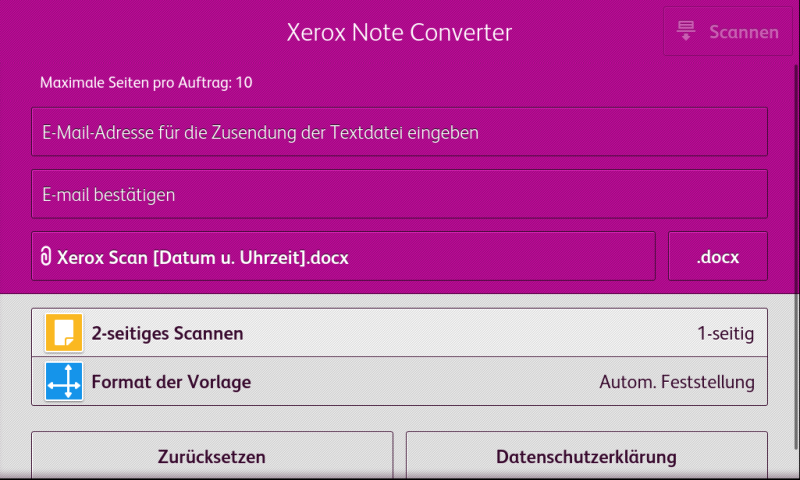 Xerox Note Converter
Scannen
Maximale Seiten pro Auftrag: 10
E-Mail-Adresse für die Zusendung der Textdatei eingeben
E-mail bestätigen
Xerox Scan [Datum u. Uhrzeit].docx
.docx
2-seitiges Scannen
1-seitig
Format der Vorlage
Autom. Feststellung
Zurücksetzen
Datenschutzerklärung